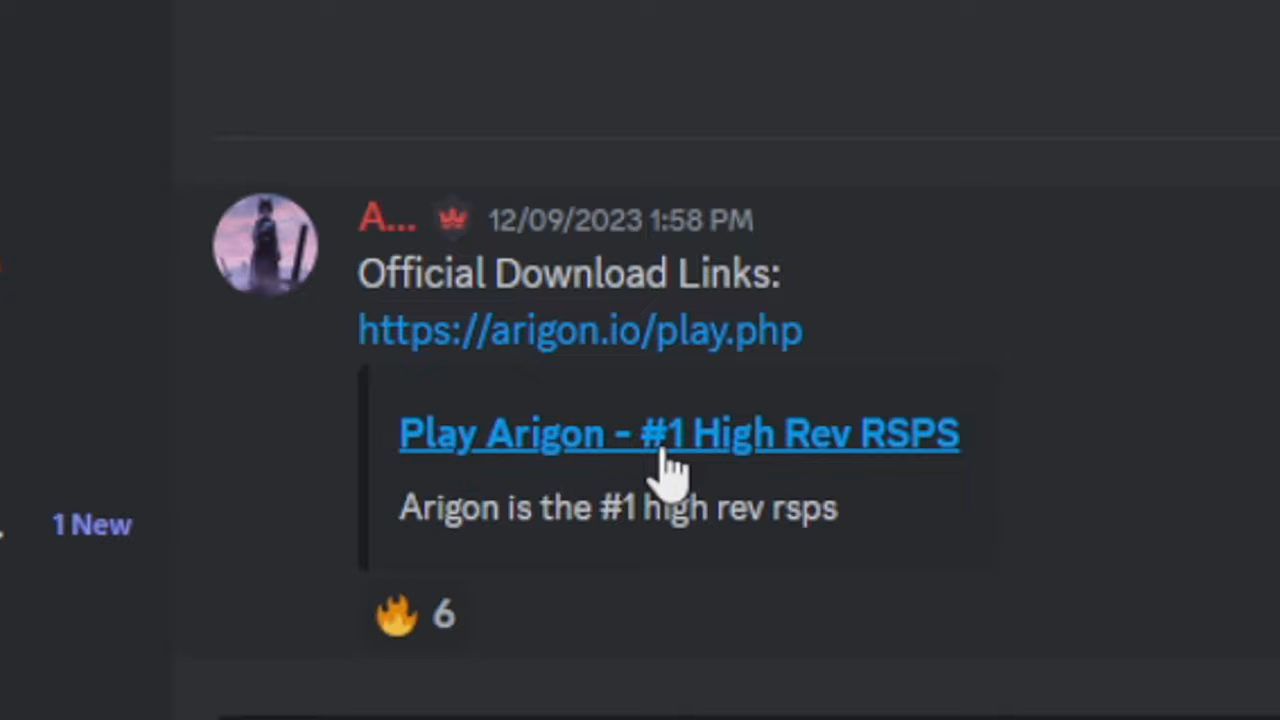 A... 12/09/2023 1:58 PM
Official Download Links:
https://arigon.io/play.php
Play Arigon - #1 High Rev RSPS
Arigon is the #1 high rev rsps
1 New
6